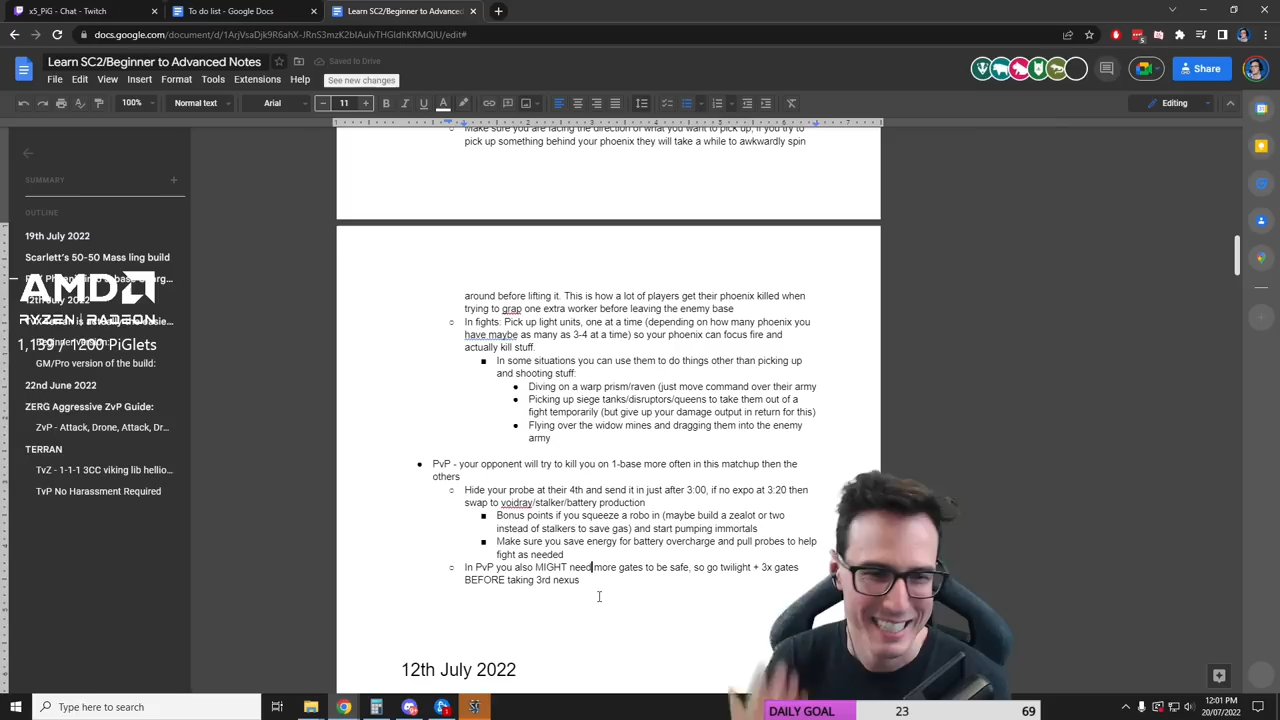 x5_PiG - Chat - Twitch
To do list - Google Docs
Learn SC2/Beginner to Advanced
docs.google.com/document/d/1ArjVsaDjk9R6ahX-JRnS3mzK2bIAuIvTHGIdhKRMQIU/edit#
Learn SC2/Beginner to Advanced Notes
Saved to Drive
File Edit View Insert Format Tools Extensions Help
See new changes
Share
100% Normal text Arial 11
Editing
SUMMARY
OUTLINE
19th July 2022
Scarlett's 50-50 Mass ling build
12th July 2022
GM/Pro version of the build:
22nd June 2022
ZERG Aggressive ZvP Guide:
ZvP - Attack, Drone, Attack, Dr...
TERRAN
TvZ - 1-1-1 3CC viking lib hellio...
TvP No Harassment Required
AMD
RYZEN RADEON
PiGlets
Make sure you are facing the direction of what you want to pick up, if you try to
pick up something behind your phoenix they will take a while to awkwardly spin
around before lifting it. This is how a lot of players get their phoenix killed when
trying to grap one extra worker before leaving the enemy base
In fights: Pick up light units, one at a time (depending on how many phoenix you
have maybe as many as 3-4 at a time) so your phoenix can focus fire and
actually kill stuff.
In some situations you can use them to do things other than picking up
and shooting stuff:
Diving on a warp prism/raven (just move command over their army
Picking up siege tanks/disruptors/queens to take them out of a
fight temporarily (but give up your damage output in return for this)
Flying over the widow mines and dragging them into the enemy
army
PvP - your opponent will try to kill you on 1-base more often in this matchup then the
others
Hide your probe at their 4th and send it in just after 3:00, if no expo at 3:20 then
swap to voidray/stalker/battery production
Bonus points if you squeeze a robo in (maybe build a zealot or two
instead of stalkers to save gas) and start pumping immortals
Make sure you save energy for battery overcharge and pull probes to help
fight as needed
In PvP you also MIGHT need more gates to be safe, so go twilight + 3x gates
BEFORE taking 3rd nexus
12th July 2022
DAILY GOAL 23 69
Type here to search
12:01 PM
20/07/2022